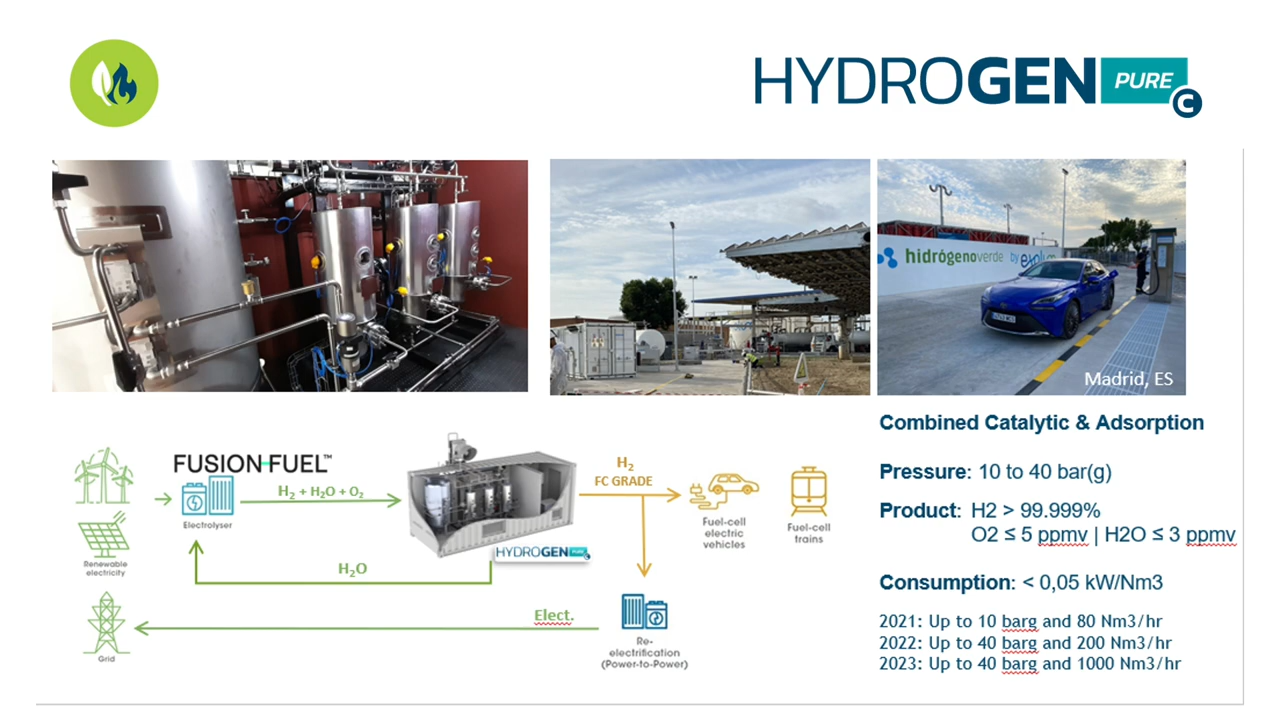 HYDROGEN PURE C
hidrógenoverde by
Madrid, ES
FUSION FUEL™
H2 + H2O + O2
Electrolyser
Renewable
electricity
H2O
Grid
HYDROGEN PURE
H2
FC GRADE
Fuel-cell
electric
vehicles
Fuel-cell
trains
Elect.
Re-
electrification
(Power-to-Power)
Combined Catalytic & Adsorption
Pressure: 10 to 40 bar(g)
Product: H2 > 99.999%
O2 ≤ 5 ppmv | H2O ≤ 3 ppmv
Consumption: < 0,05 kW/Nm3
2021: Up to 10 barg and 80 Nm3/hr
2022: Up to 40 barg and 200 Nm3/hr
2023: Up to 40 barg and 1000 Nm3/hr